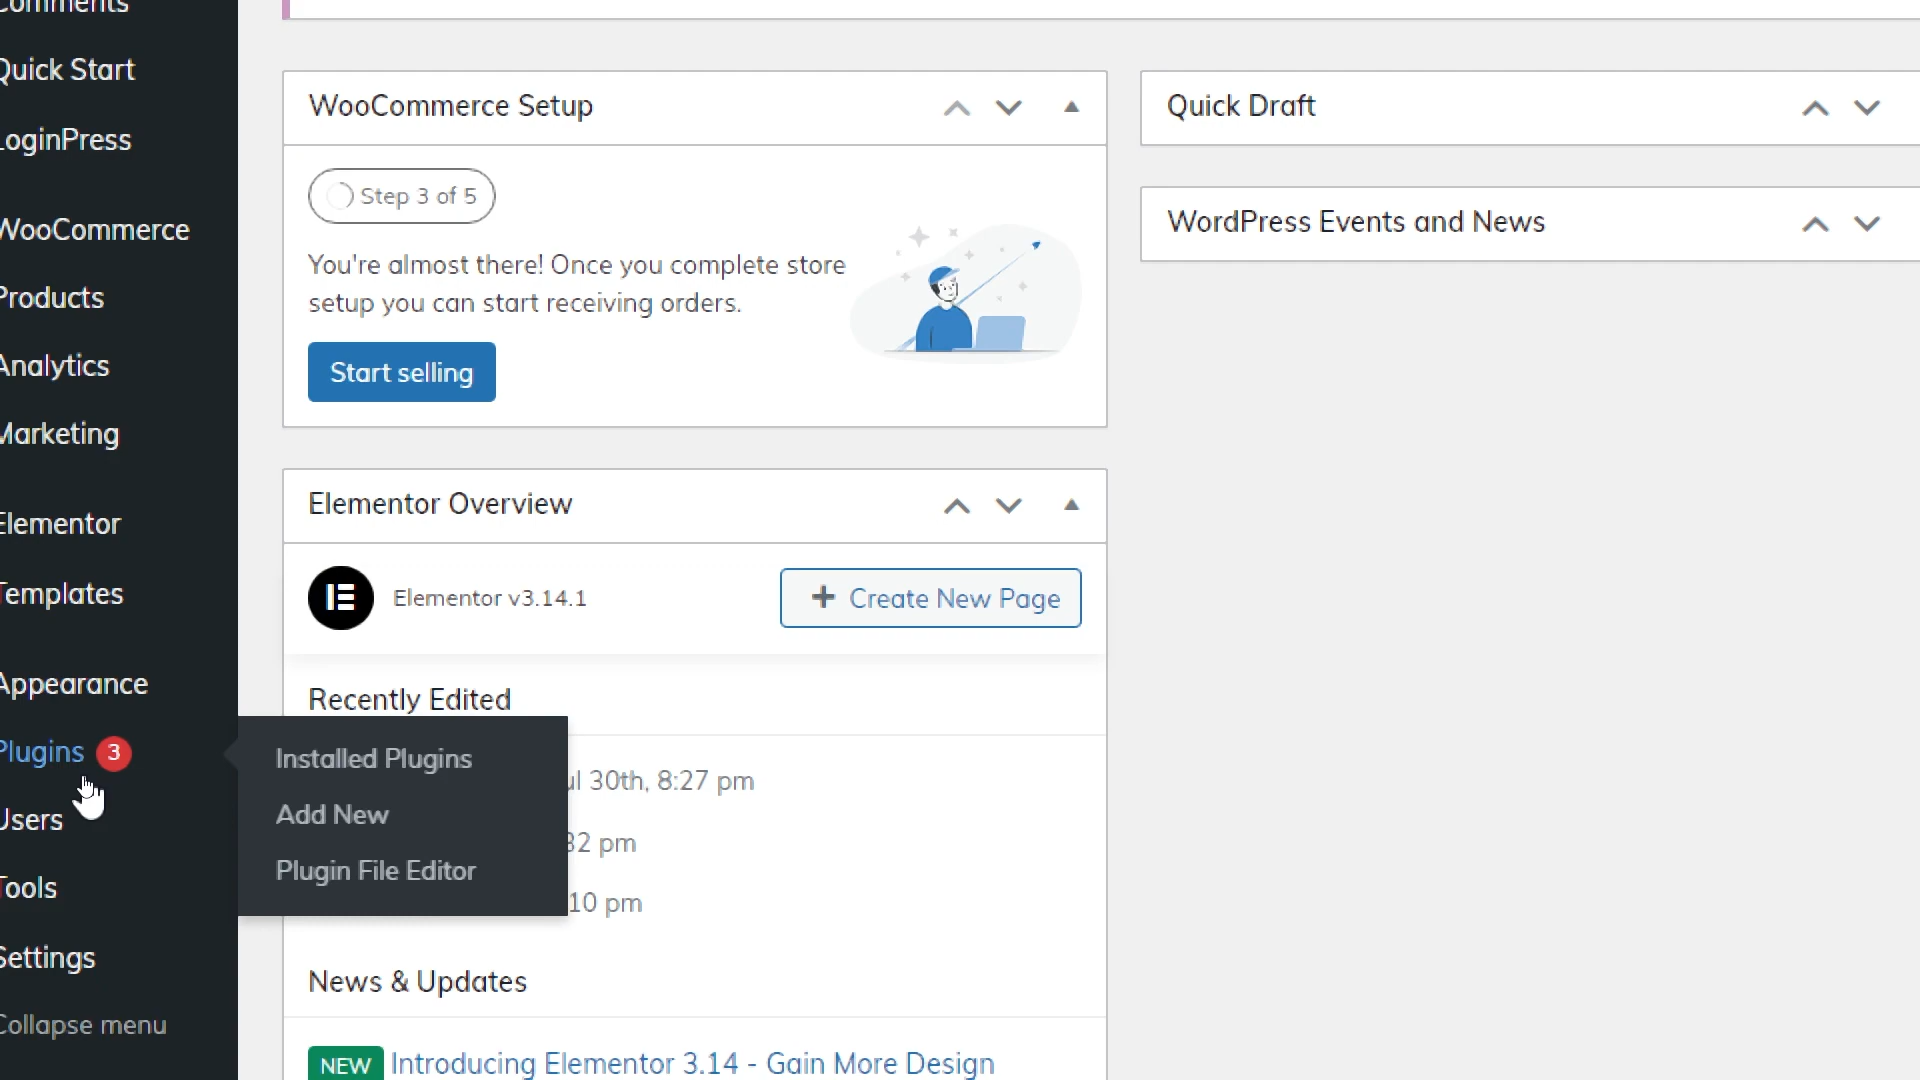 Comments
Quick Start
LoginPress
WooCommerce
Products
Analytics
Marketing
Elementor
Templates
Appearance
Plugins 3
Users
Tools
Settings
Collapse menu
Installed Plugins
Add New
Plugin File Editor
WooCommerce Setup
Step 3 of 5
You're almost there! Once you complete store
setup you can start receiving orders.
Start selling
Elementor Overview
Elementor v3.14.1
+ Create New Page
Recently Edited
ul 30th, 8:27 pm
32 pm
10 pm
News & Updates
NEW Introducing Elementor 3.14 - Gain More Design
Quick Draft
WordPress Events and News